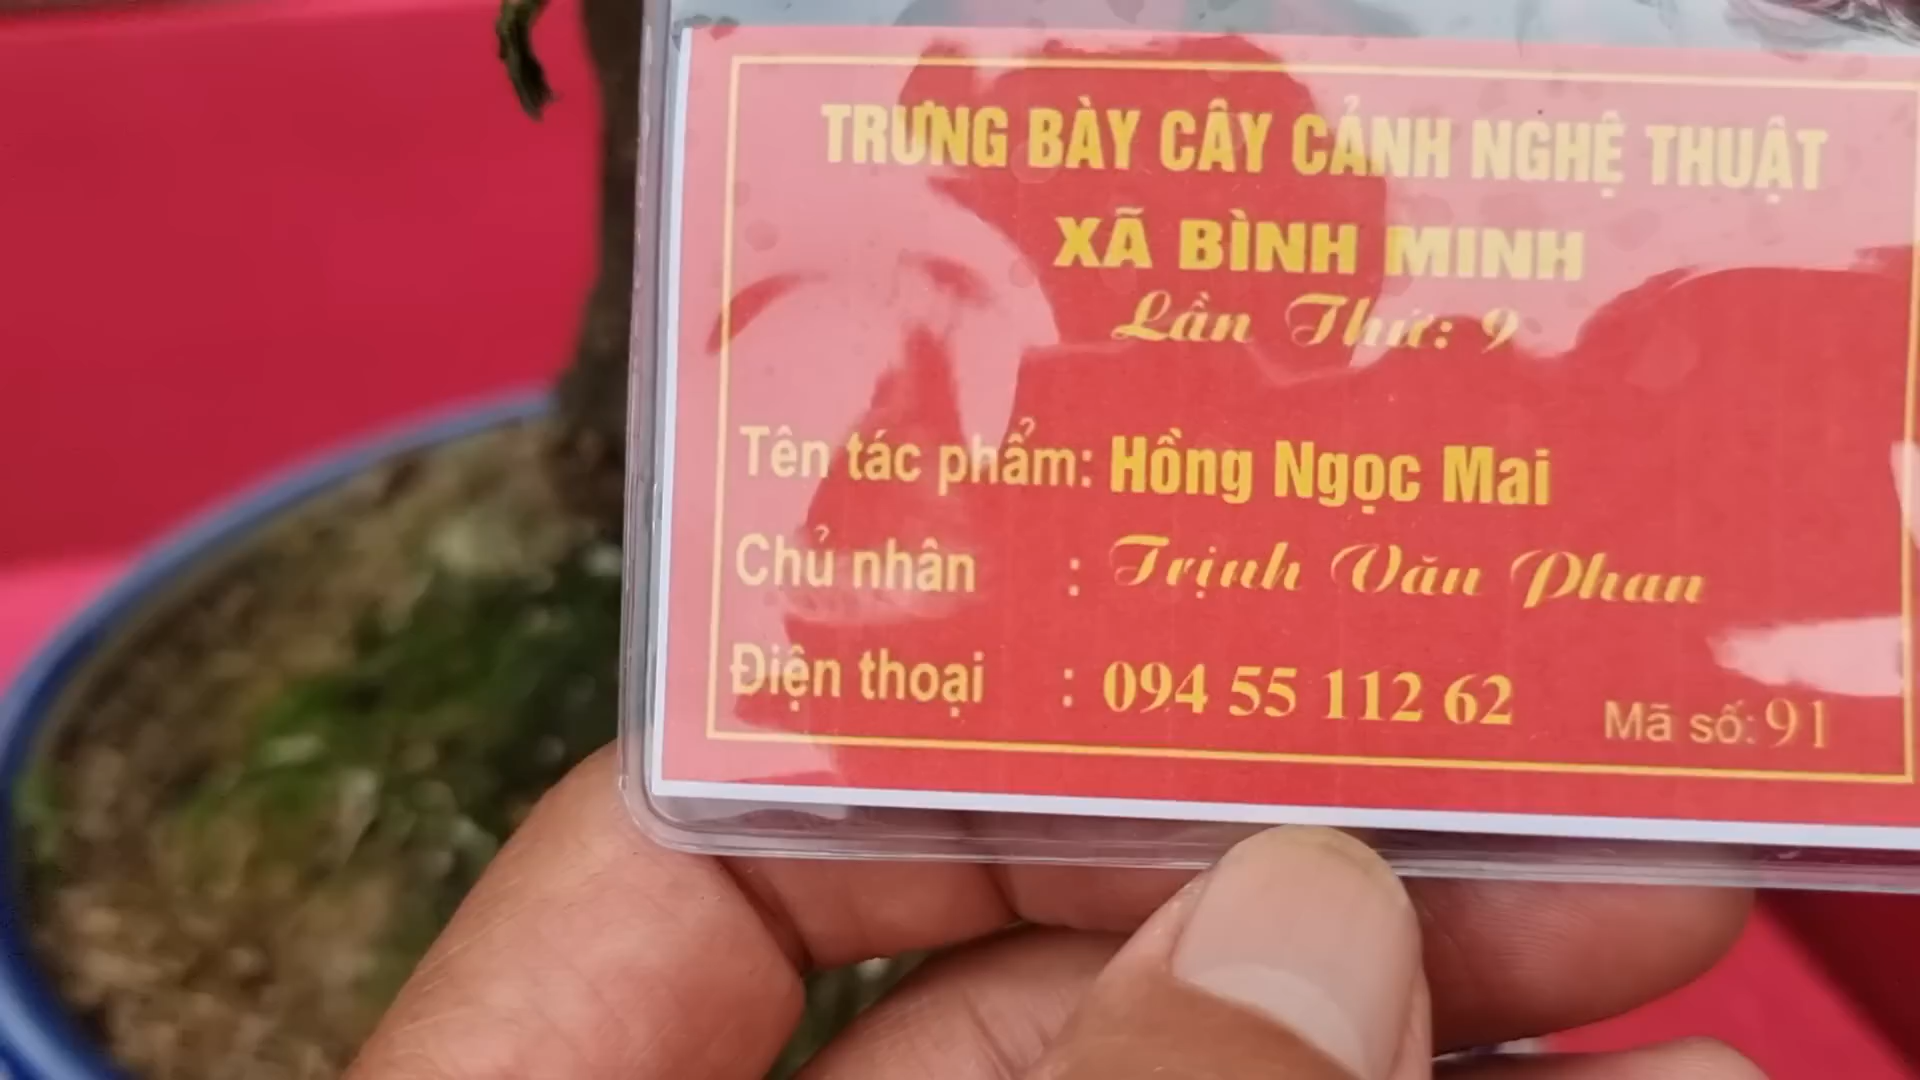 TRƯNG BÀY CÂY CẢNH NGHỆ THUẬT
XÃ BÌNH MINH
Lần Thứ: 9
Tên tác phẩm: Hồng Ngọc Mai
Chủ nhân : Trịnh Văn Phan
Điện thoại : 094 55 112 62 Mã số: 91